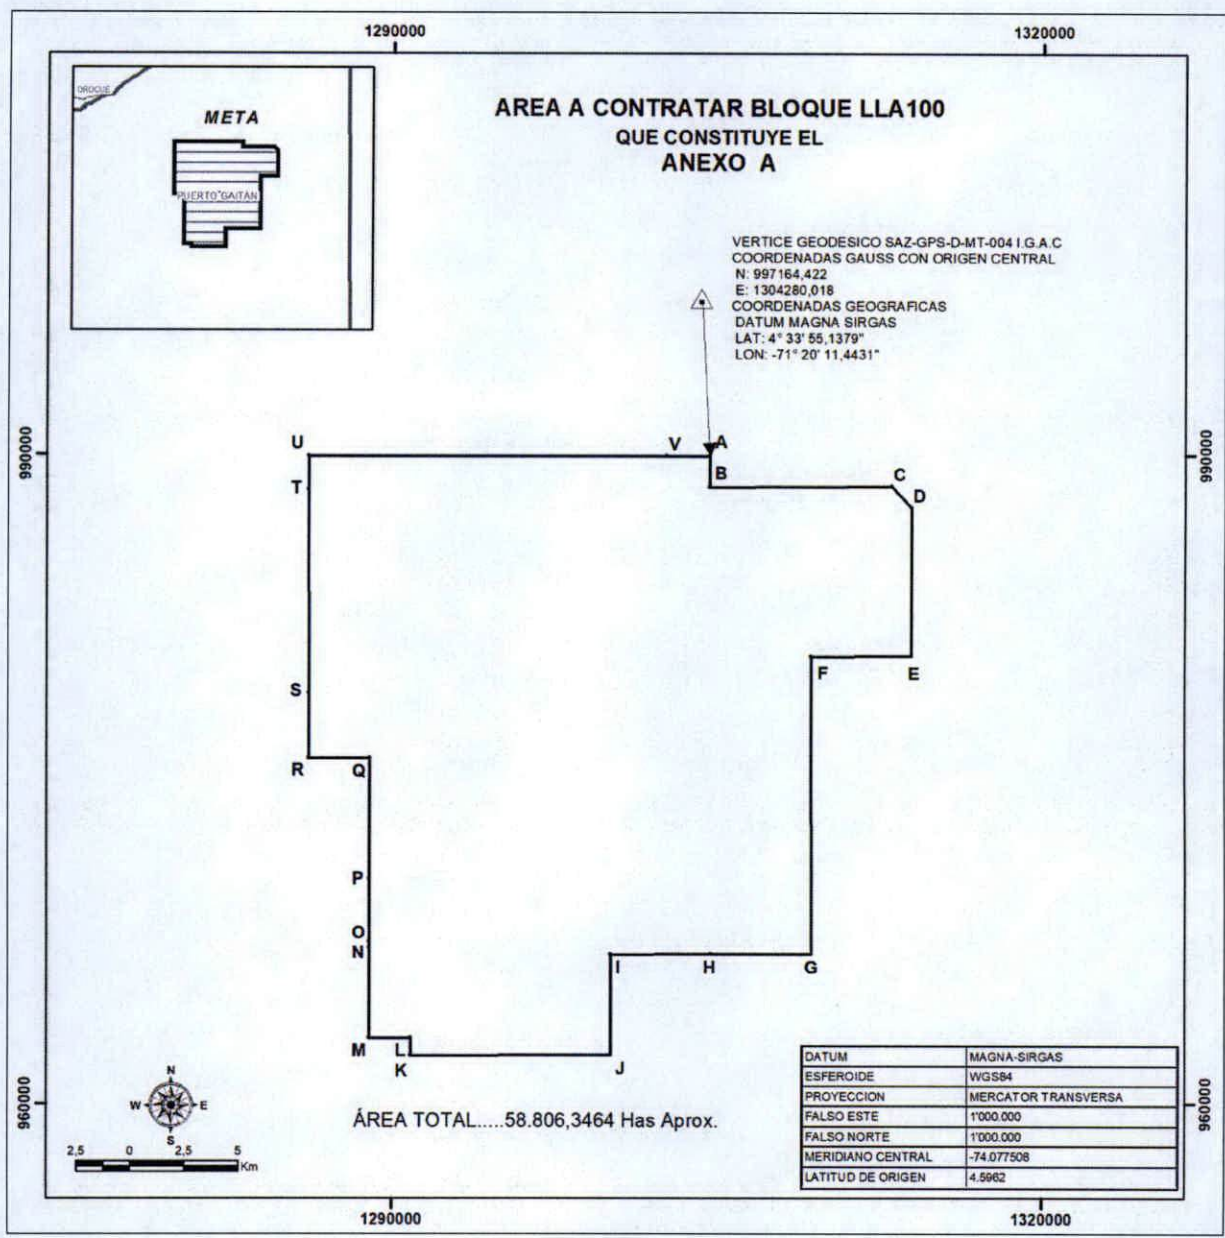 1290000
1320000
OROCUE
META
PUERTO GAITAN
AREA A CONTRATAR BLOQUE LLA100
QUE CONSTITUYE EL
ANEXO A
VERTICE GEODESICO SAZ-GPS-D-MT-004 I.G.A.C
COORDENADAS GAUSS CON ORIGEN CENTRAL
N: 997164,422
E: 1304280,018
COORDENADAS GEOGRAFICAS
DATUM MAGNA SIRGAS
LAT: 4° 33' 55,1379"
LON: -71° 20' 11,4431"
990000
990000
U
V
A
T
B
C
D
S
F
E
R
Q
P
O
N
I
H
G
M
L
K
J
960000
960000
N
W
E
S
2,5 0 2,5 5
Km
ÁREA TOTAL.....58.806,3464 Has Aprox.
DATUM MAGNA-SIRGAS
ESFEROIDE WGS84
PROYECCION MERCATOR TRANSVERSA
FALSO ESTE 1'000.000
FALSO NORTE 1'000.000
MERIDIANO CENTRAL -74.077508
LATITUD DE ORIGEN 4.5962
1290000
1320000